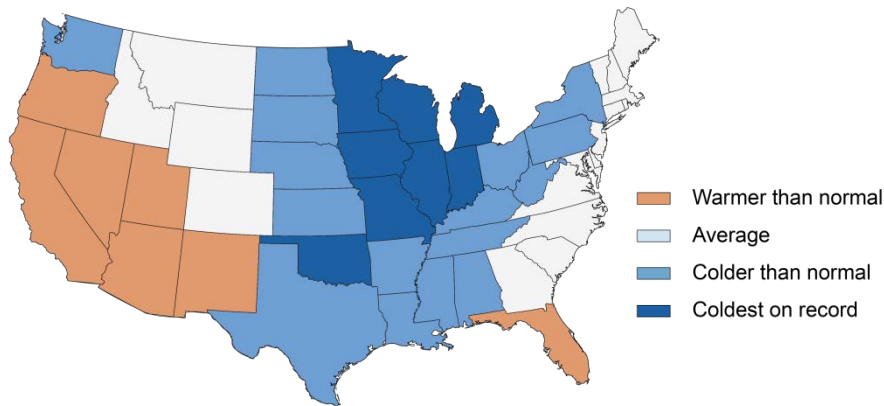 Warmer than normal
Average
Colder than normal
Coldest on record